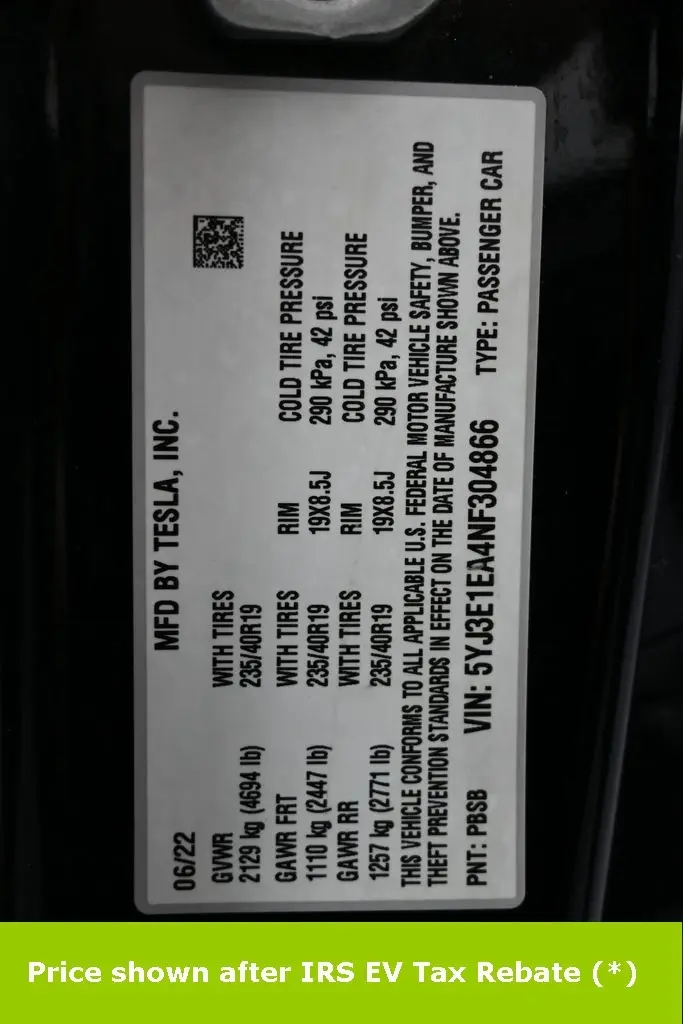 MFD BY TESLA, INC.
06/22
GVWR WITH TIRES
2129 kg (4694 lb) 235/40R19
GAWR FRT WITH TIRES RIM COLD TIRE PRESSURE
1110 kg (2447 lb) 235/40R19 19X8.5J 290 kPa, 42 psi
GAWR RR WITH TIRES RIM COLD TIRE PRESSURE
1257 kg (2771 lb) 235/40R19 19X8.5J 290 kPa, 42 psi
THIS VEHICLE CONFORMS TO ALL APPLICABLE U.S. FEDERAL MOTOR VEHICLE SAFETY, BUMPER, AND
THEFT PREVENTION STANDARDS IN EFFECT ON THE DATE OF MANUFACTURE SHOWN ABOVE.
PNT: PBSB VIN: 5YJ3E1EA4NF304866 TYPE: PASSENGER CAR
Price shown after IRS EV Tax Rebate (*)